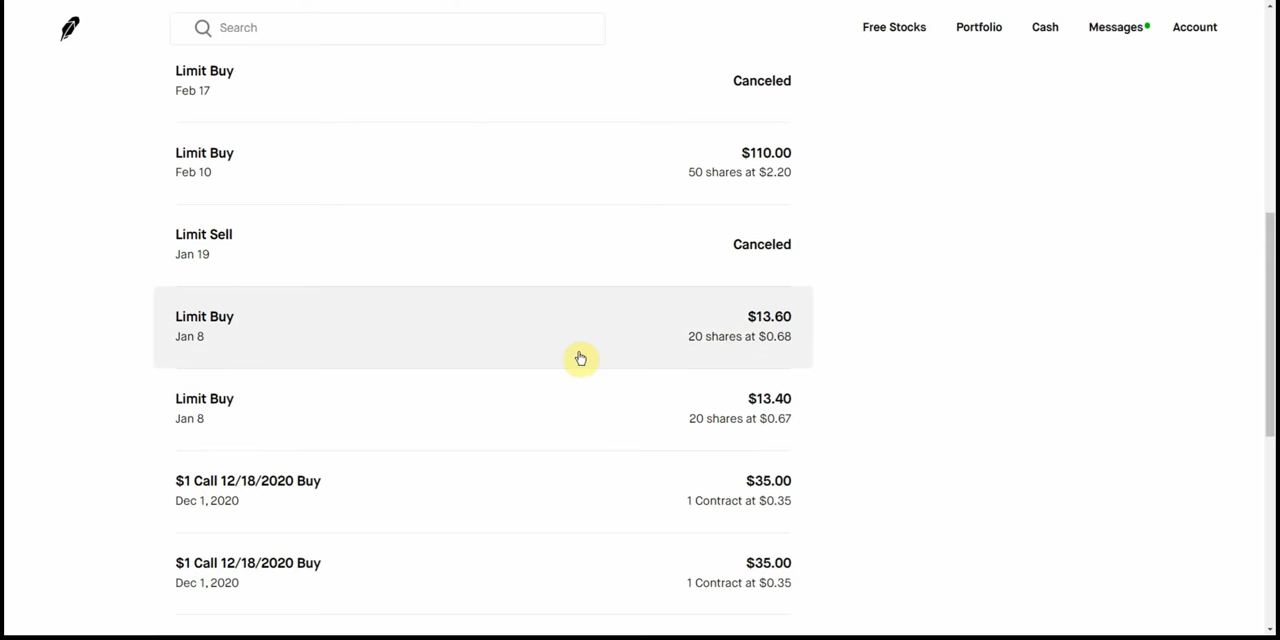 Search
Free Stocks
Portfolio
Cash
Messages
Account
Limit Buy
Feb 17
Canceled
Limit Buy
Feb 10
$110.00
50 shares at $2.20
Limit Sell
Jan 19
Canceled
Limit Buy
Jan 8
$13.60
20 shares at $0.68
Limit Buy
Jan 8
$13.40
20 shares at $0.67
$1 Call 12/18/2020 Buy
Dec 1, 2020
$35.00
1 Contract at $0.35
$1 Call 12/18/2020 Buy
Dec 1, 2020
$35.00
1 Contract at $0.35